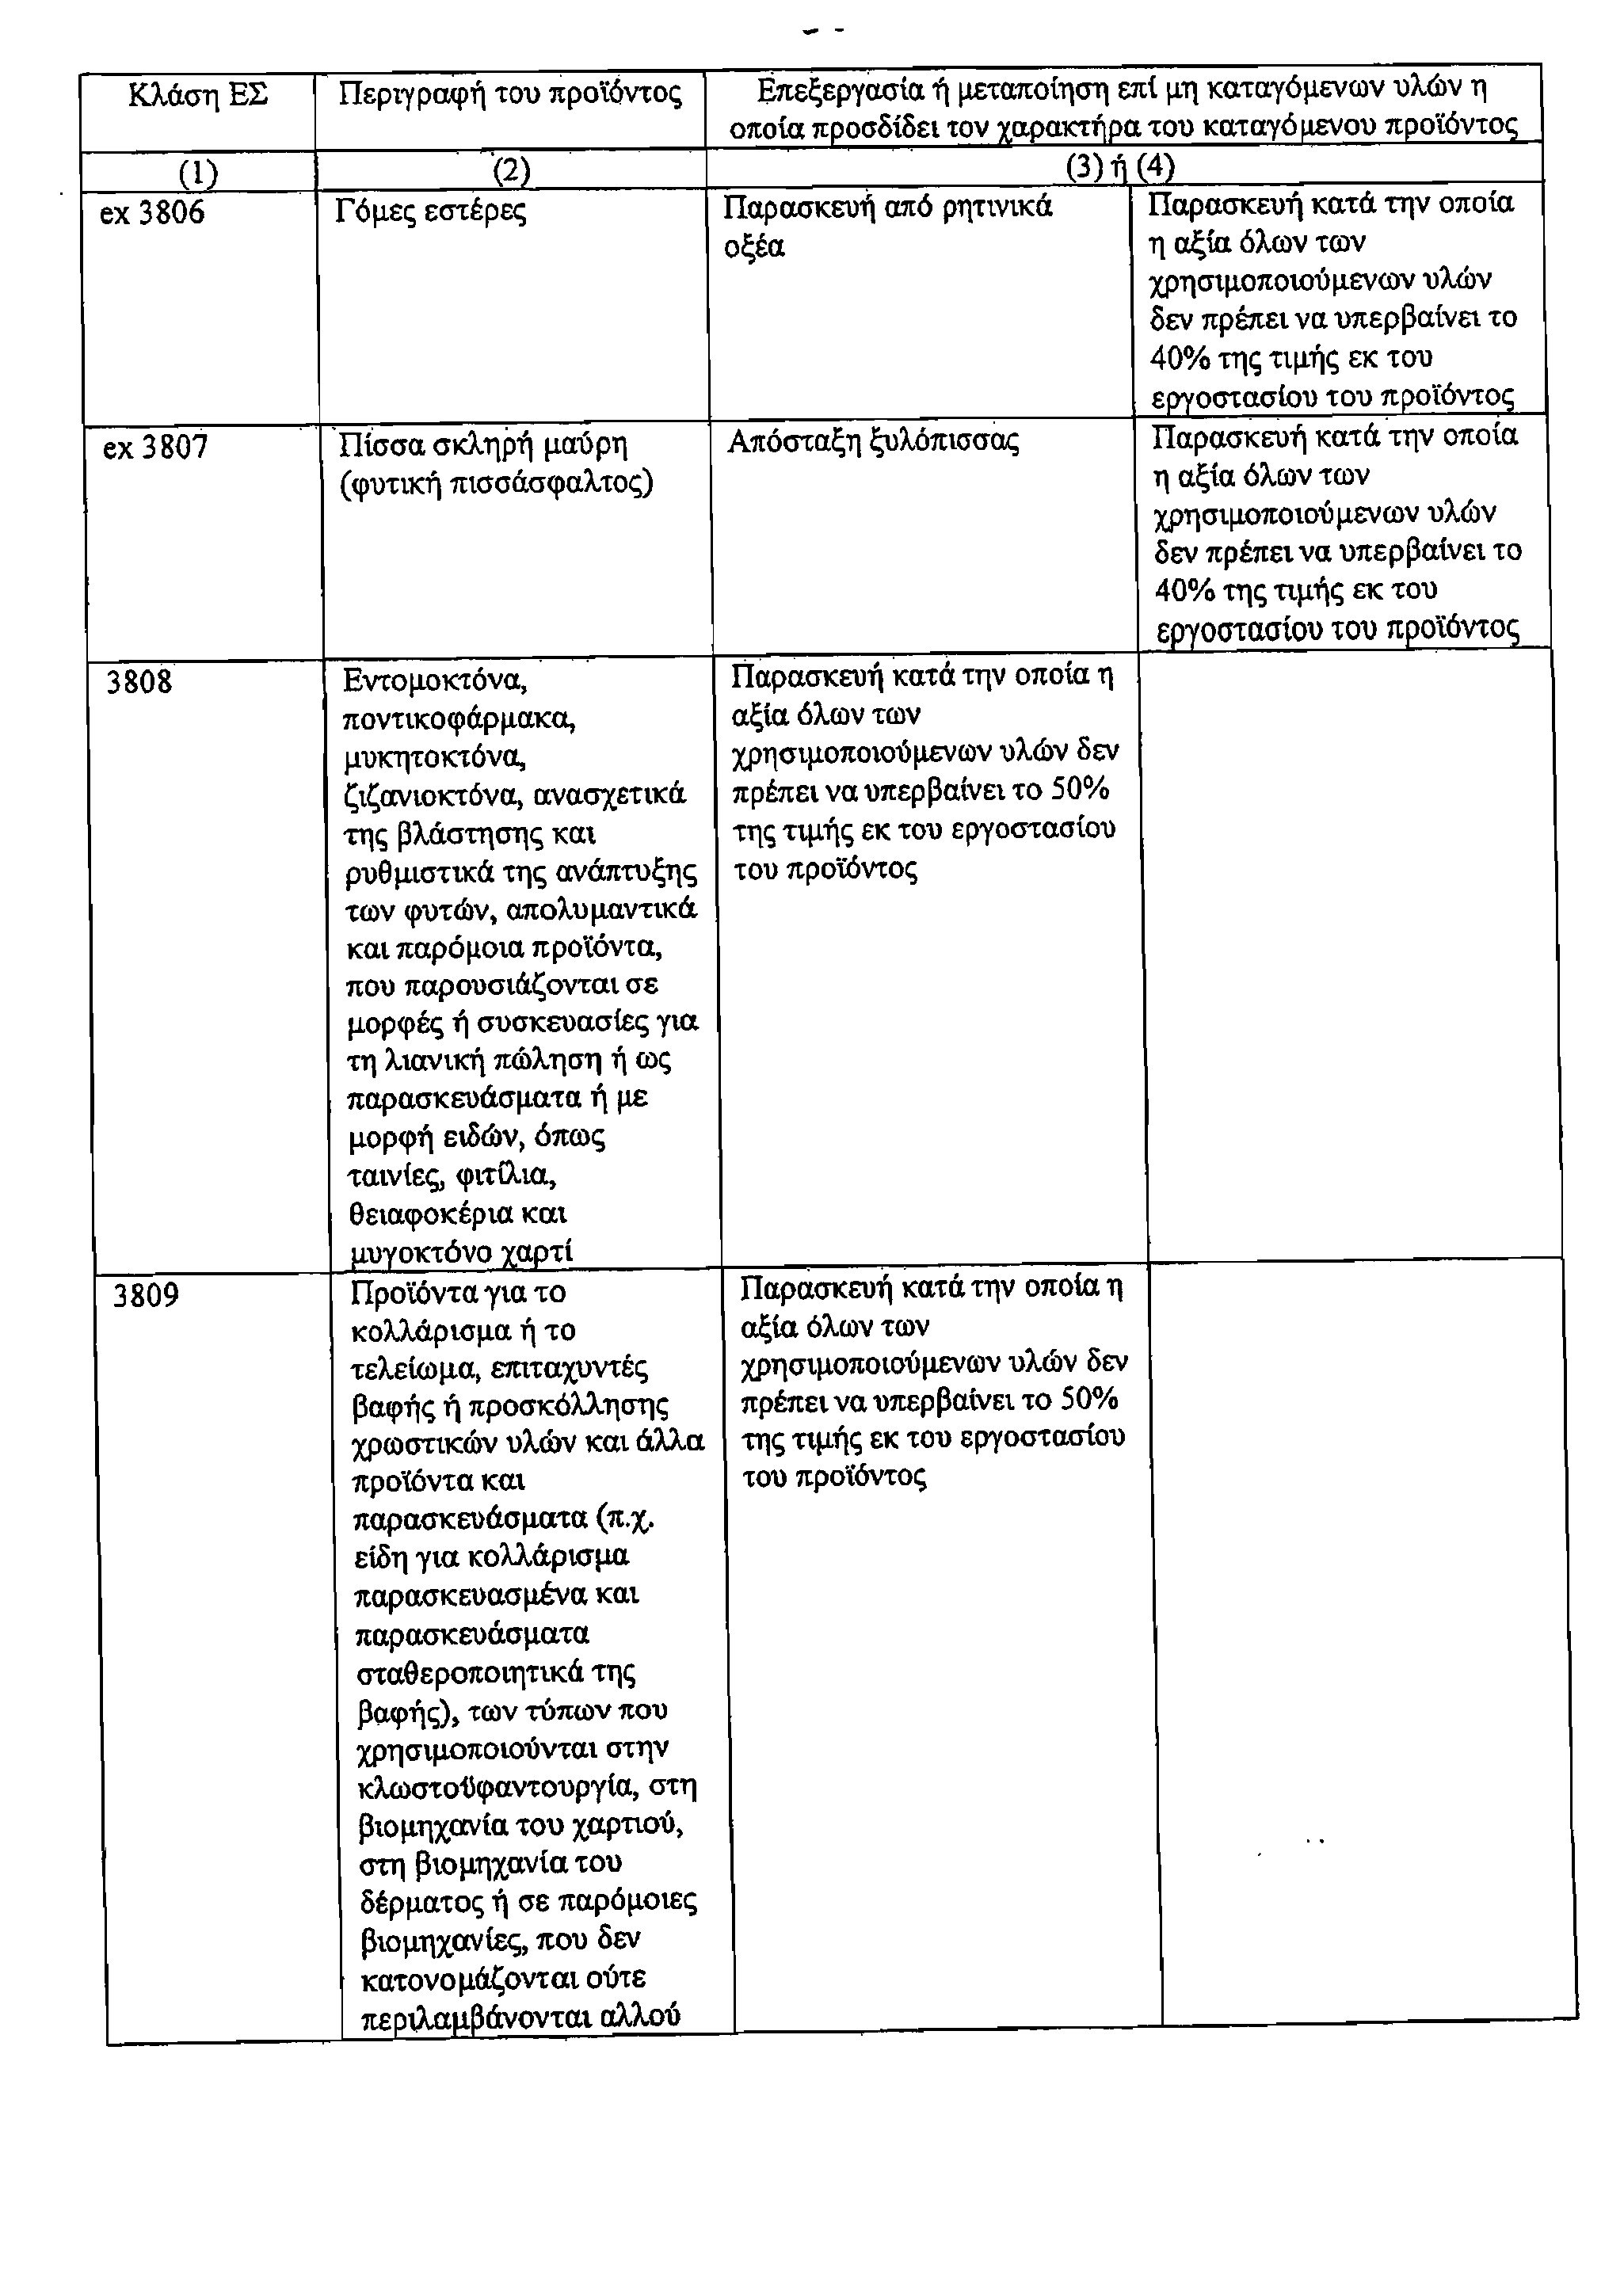 Κλάση ΕΣ
Περιγραφή του προϊόντος
Επεξεργασία ή μεταποίηση επί μη καταγόμενων υλών η
οποία προσδίδει τον χαρακτήρα του καταγόμενου προϊόντος
(1)
(2)
(3) ή (4)
ex 3806
Γόμες εστέρες
Παρασκευή από ρητινικά
οξέα
Παρασκευή κατά την οποία
η αξία όλων των
χρησιμοποιούμενων υλών
δεν πρέπει να υπερβαίνει το
40% της τιμής εκ του
εργοστασίου του προϊόντος
ex 3807
Πίσσα σκληρή μαύρη
(φυτική πισσάσφαλτος)
Απόσταξη ξυλόπισσας
Παρασκευή κατά την οποία
η αξία όλων των
χρησιμοποιούμενων υλών
δεν πρέπει να υπερβαίνει το
40% της τιμής εκ του
εργοστασίου του προϊόντος
3808
Εντομοκτόνα,
ποντικοφάρμακα,
μυκητοκτόνα,
ζιζανιοκτόνα, ανασχετικά
της βλάστησης και
ρυθμιστικά της ανάπτυξης
των φυτών, απολυμαντικά
και παρόμοια προϊόντα,
που παρουσιάζονται σε
μορφές ή συσκευασίες για
τη λιανική πώληση ή ως
παρασκευάσματα ή με
μορφή ειδών, όπως
ταινίες, φιτίλια,
θειαφοκέρια και
μυγοκτόνο χαρτί
Παρασκευή κατά την οποία η
αξία όλων των
χρησιμοποιούμενων υλών δεν
πρέπει να υπερβαίνει το 50%
της τιμής εκ του εργοστασίου
του προϊόντος
3809
Προϊόντα για το
κολλάρισμα ή το
τελείωμα, επιταχυντές
βαφής ή προσκόλλησης
χρωστικών υλών και άλλα
προϊόντα και
παρασκευάσματα (π.χ.
είδη για κολλάρισμα
παρασκευασμένα και
παρασκευάσματα
σταθεροποιητικά της
βαφής), των τύπων που
χρησιμοποιούνται στην
κλωστοϋφαντουργία, στη
βιομηχανία του χαρτιού,
στη βιομηχανία του
δέρματος ή σε παρόμοιες
βιομηχανίες, που δεν
κατονομάζονται ούτε
περιλαμβάνονται αλλού
Παρασκευή κατά την οποία η
αξία όλων των
χρησιμοποιούμενων υλών δεν
πρέπει να υπερβαίνει το 50%
της τιμής εκ του εργοστασίου
του προϊόντος